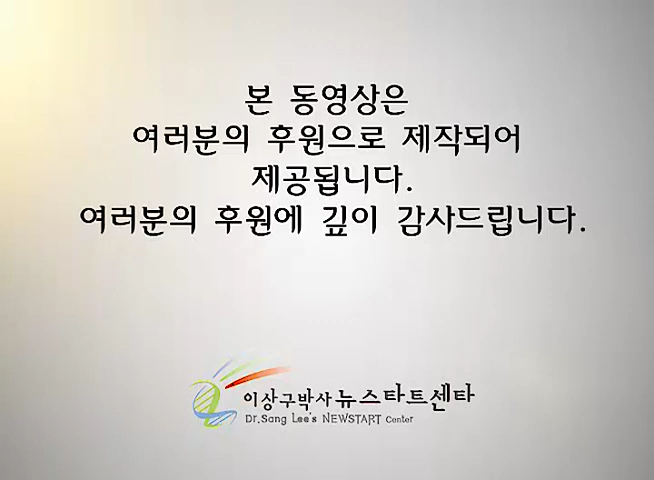 본 동영상은
여러분의 후원으로 제작되어
제공됩니다.
여러분의 후원에 깊이 감사드립니다.
이상구박사 뉴스타트센타
Dr.Sang Lee's NEWSTART Center